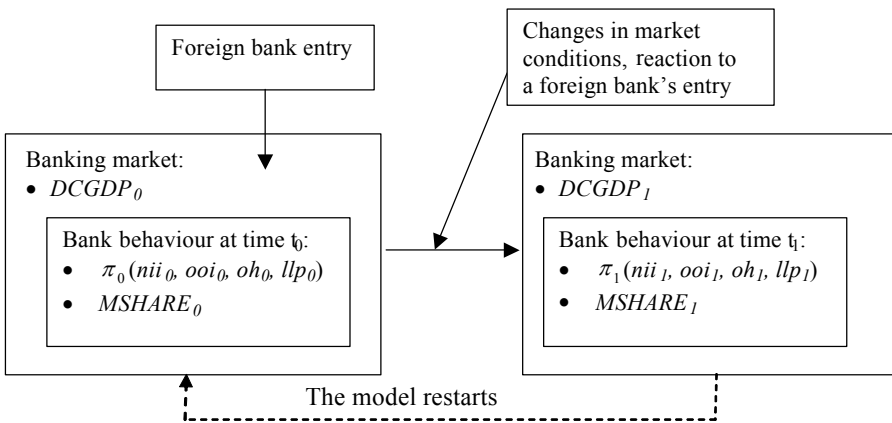 Foreign bank entry
Changes in market
conditions, reaction to
a foreign bank's entry
Banking market:
• DCGDP₀
Bank behaviour at time t₀:
• π₀ (nii₀, ooi₀, oh₀, llp₀)
• MSHARE₀
Banking market:
• DCGDP₁
Bank behaviour at time t₁:
• π₁ (nii₁, ooi₁, oh₁, llp₁)
• MSHARE₁
The model restarts